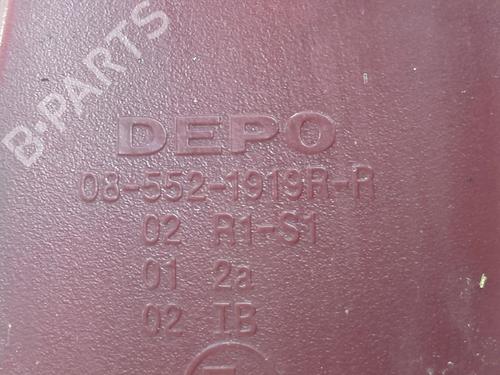 B-PARTS
DEPO
08-552-1919R-R
02 R1-S1
01 2a
02 IB